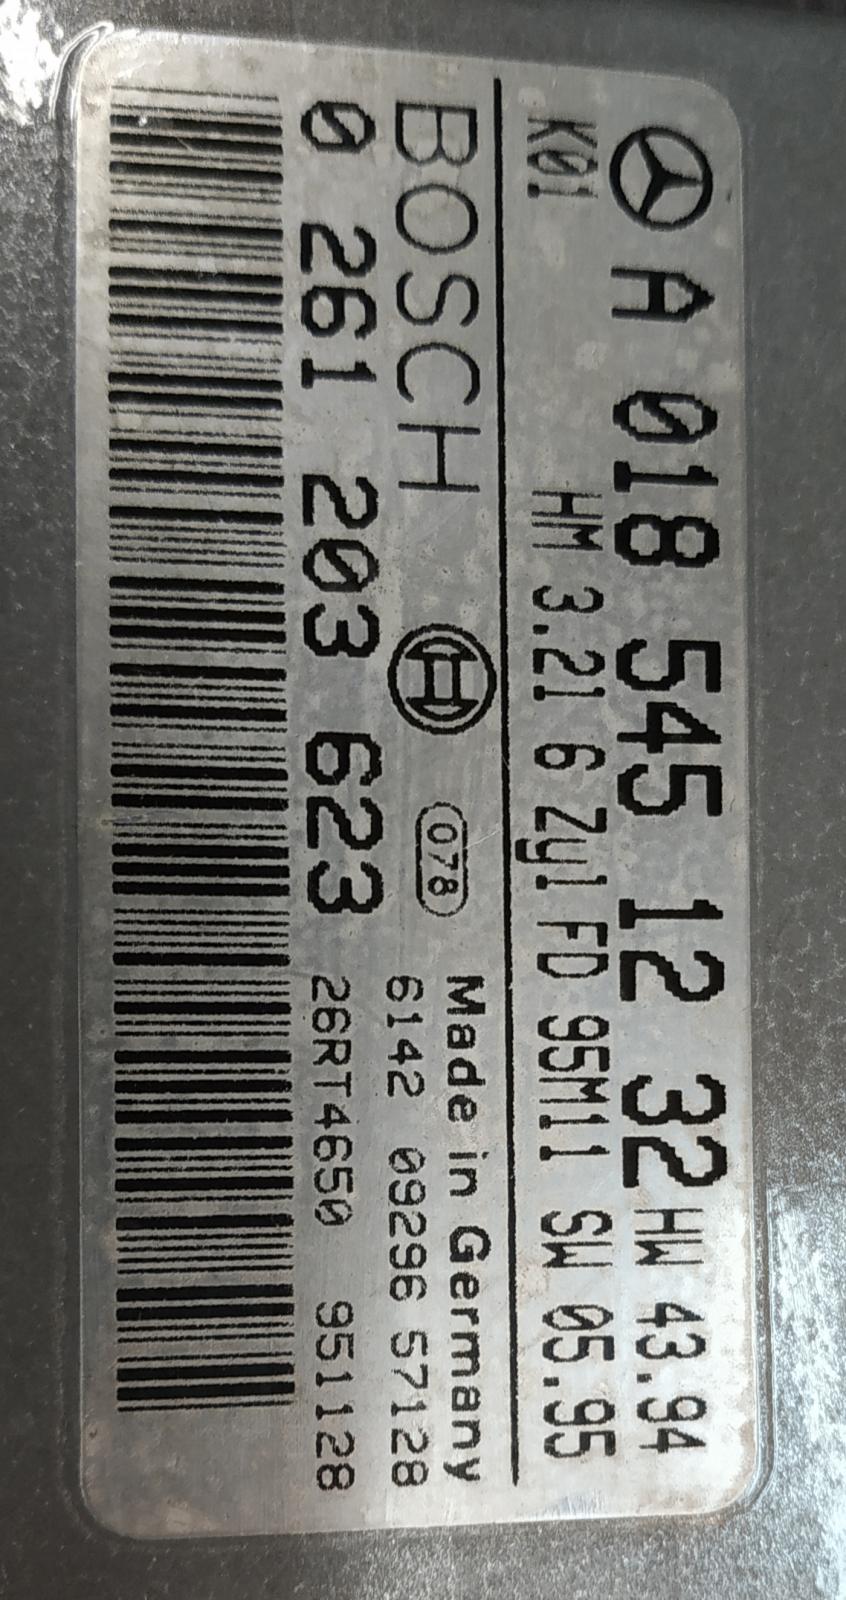 A 018 545 12 32 HW 43.94
K01 HM 3.2l 6 Zyl FD 95M11 SW 05.95
BOSCH 078 Made in Germany
6142 09296 57128
0 261 203 623 26RT4650 951128